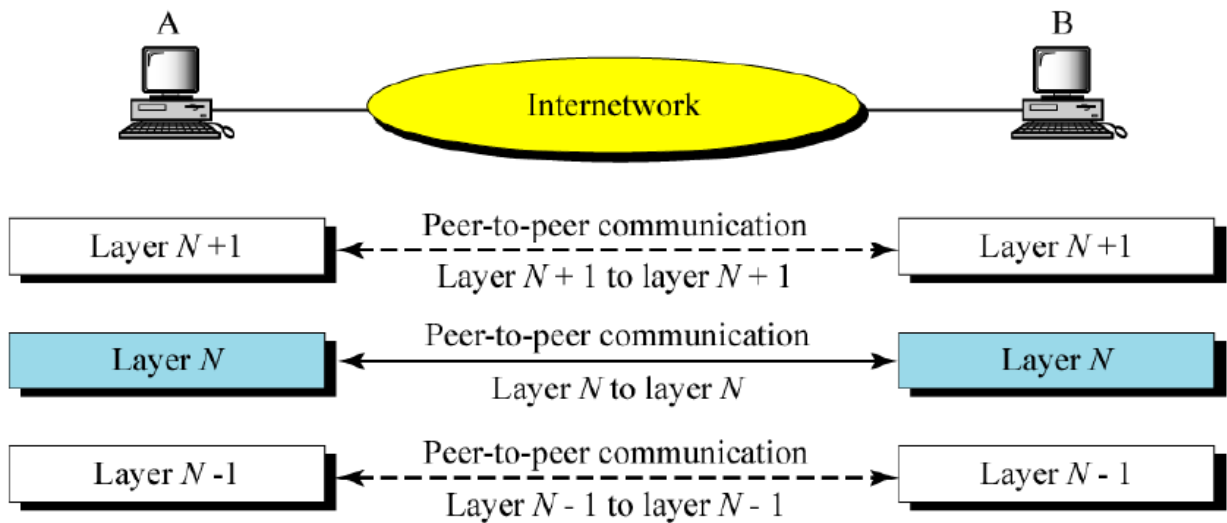 A
B
Internetwork
Peer-to-peer communication
Layer N +1
Layer N +1
Layer N + 1 to layer N + 1
Peer-to-peer communication
Layer N
Layer N
Layer N to layer N
Peer-to-peer communication
Layer N -1
Layer N - 1
Layer N - 1 to layer N - 1